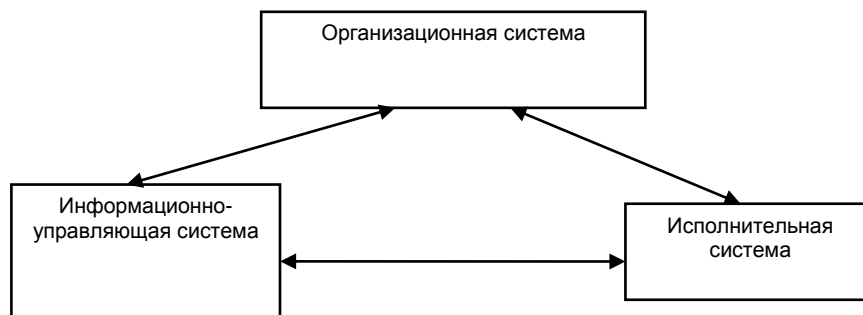 Организационная система
Информационно-
управляющая система
Исполнительная
система